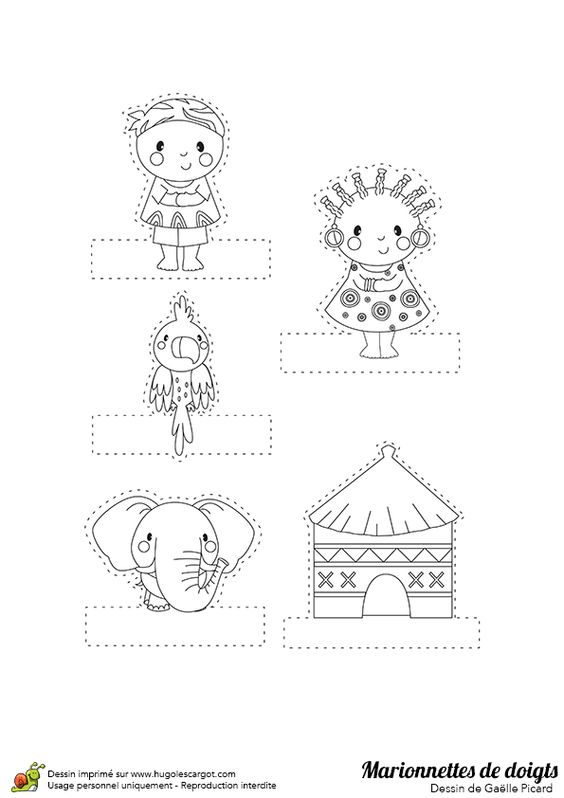 Dessin imprimé sur www.hugolescargot.com
Usage personnel uniquement - Reproduction interdite
Marionnettes de doigts
Dessin de Gaëlle Picard